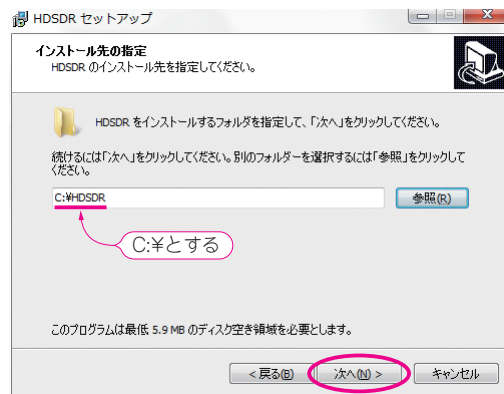 HDSDR セットアップ
インストール先の指定
HDSDR のインストール先を指定してください。
HDSDR をインストールするフォルダを指定して、「次へ」をクリックしてください。
続けるには「次へ」をクリックしてください。別のフォルダーを選択するには「参照」をクリックして
ください。
C:¥HDSDR
参照(R)
C:¥とする
このプログラムは最低 5.9 MB のディスク空き領域を必要とします。
< 戻る(B)
次へ(N) >
キャンセル